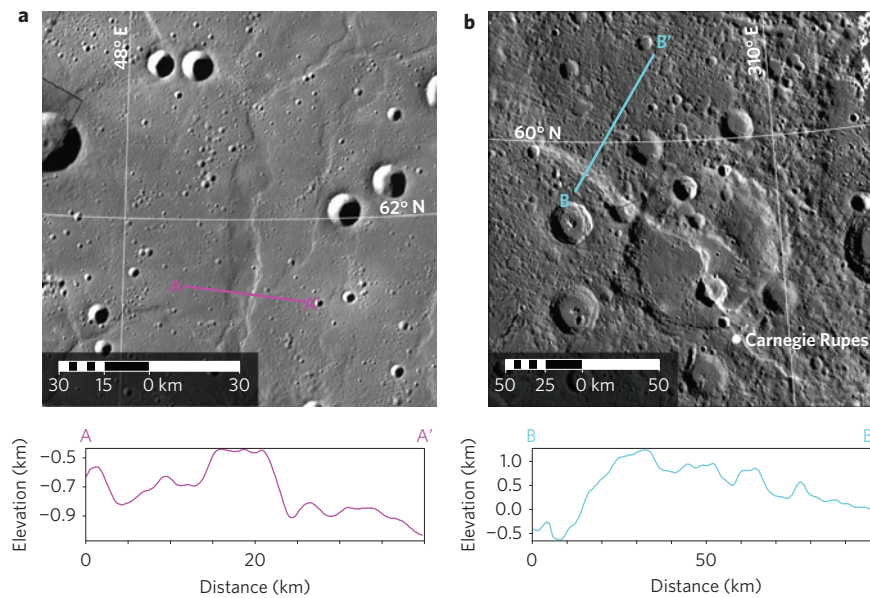 a
48° E
62° N
A'
A
30 15 0 km 30
A A'
Elevation (km)
−0.5
−0.7
−0.9
0 20
Distance (km)
b
B'
310° E
60° N
B
Carnegie Rupes
50 25 0 km 50
B B
Elevation (km)
1.0
0.5
0.0
−0.5
0 50
Distance (km)